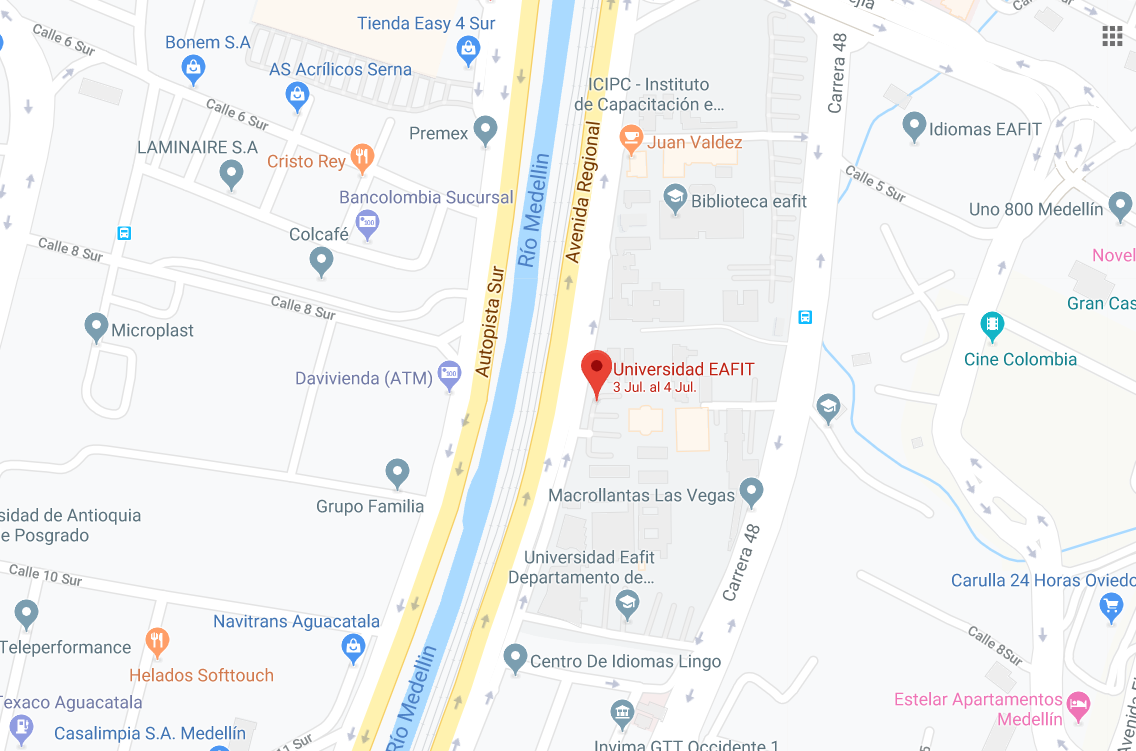 ejía
Tienda Easy 4 Sur
Calle 6 Sur
Bonem S.A
AS Acrílicos Serna
ICIPC - Instituto
de Capacitación e...
Carrera 48
Calle 6 Sur
Premex
Idiomas EAFIT
Juan Valdez
LAMINAIRE S.A
Cristo Rey
Avenida Regional
Calle 5 Sur
Bancolombia Sucursal
Biblioteca eafit
Uno 800 Medellín
Río Medellin
Colcafé
Calle 8 Sur
Novel
Calle 8 Sur
Gran Cas
Autopista Sur
Microplast
Cine Colombia
Davivienda (ATM)
Universidad EAFIT
3 Jul. al 4 Jul.
Grupo Familia
Macrollantas Las Vegas
sidad de Antioquia
e Posgrado
Universidad Eafit
Departamento de...
Carrera 48
Calle 10 Sur
Carulla 24 Horas Oviedo
Navitrans Aguacatala
Teleperformance
Calle 8Sur
Centro De Idiomas Lingo
Helados Softtouch
Río Medellin
Texaco Aguacatala
Estelar Apartamentos
Medellín
Casalimpia S.A. Medellín
11 Sur
Invima GTT Occidente 1
Avenida El